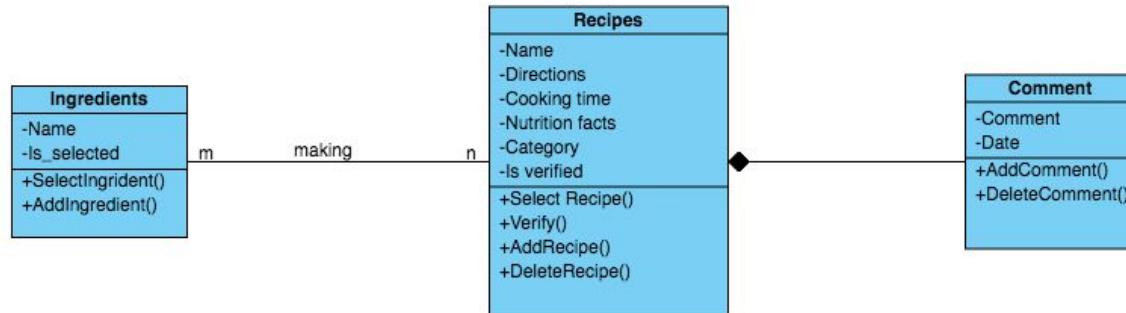 Ingredients
-Name
-Is_selected
+SelectIngrident()
+AddIngredient()
m
making
n
Recipes
-Name
-Directions
-Cooking time
-Nutrition facts
-Category
-Is verified
+Select Recipe()
+Verify()
+AddRecipe()
+DeleteRecipe()
Comment
-Comment
-Date
+AddComment()
+DeleteComment()